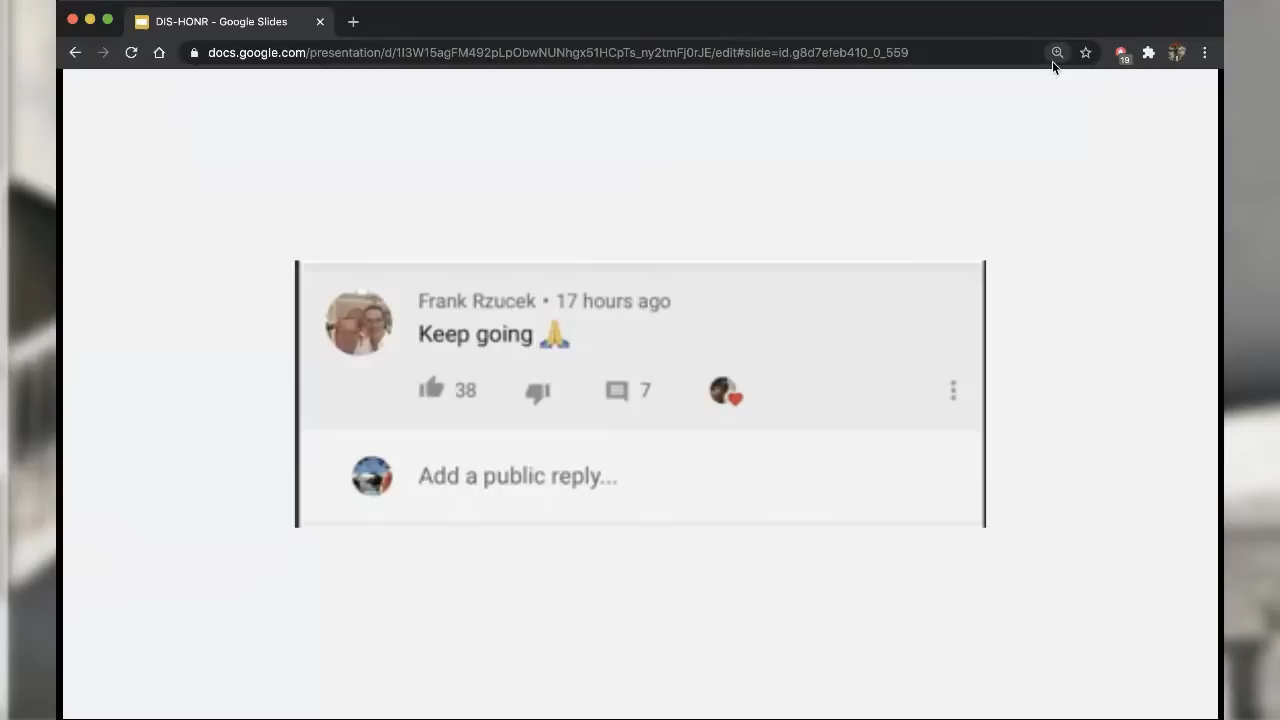 DIS-HONR - Google Slides
docs.google.com/presentation/d/1I3W15agFM492pLpObwNUNhgx51HCpTs_ny2tmFj0rJE/edit#slide=id.g8d7efeb410_0_559
19
Frank Rzucek • 17 hours ago
Keep going 🙏
38 7
Add a public reply...